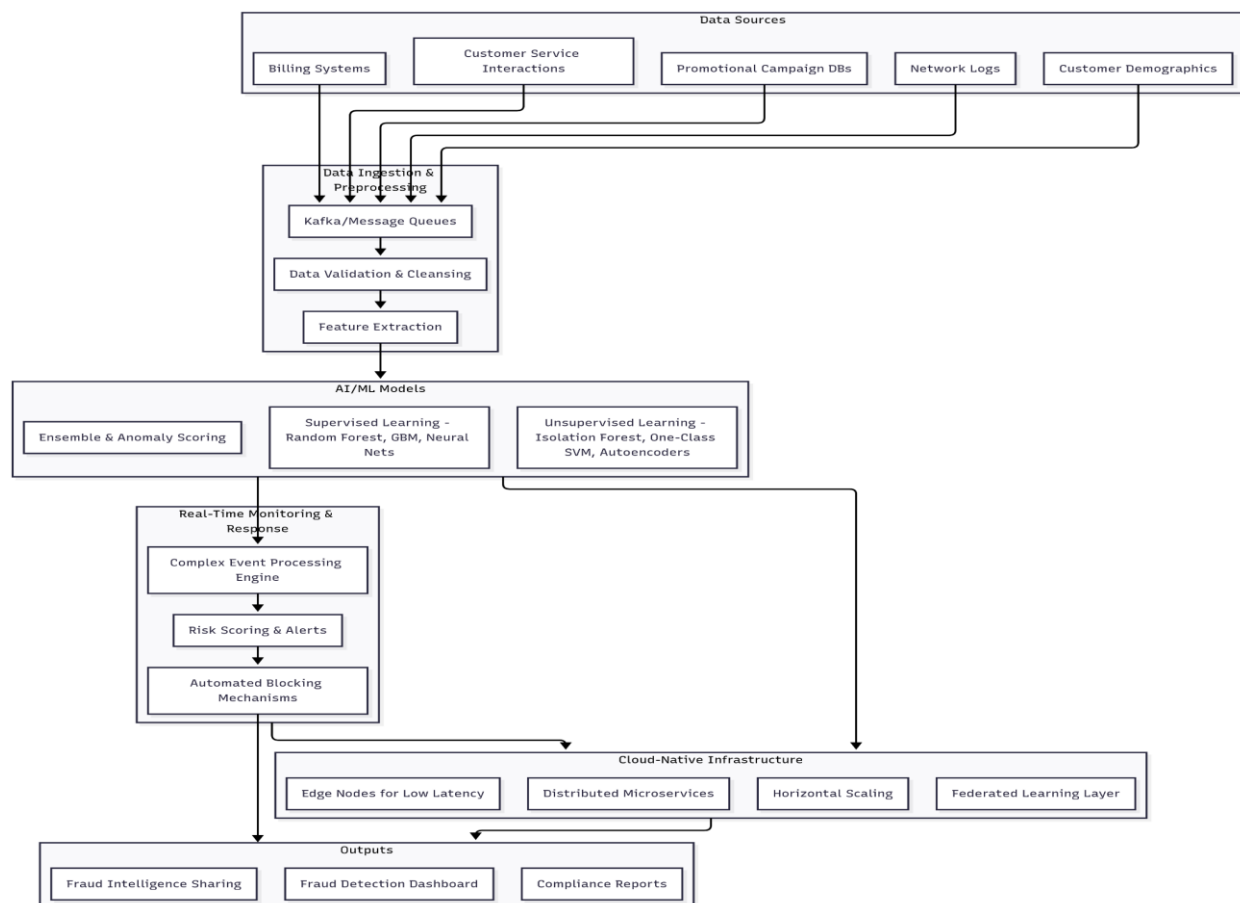 Data Sources
Billing Systems
Customer Service
Interactions
Promotional Campaign DBs
Network Logs
Customer Demographics
Data Ingestion &
Preprocessing
Kafka/Message Queues
Data Validation & Cleansing
Feature Extraction
AI/ML Models
Ensemble & Anomaly Scoring
Supervised Learning -
Random Forest, GBM, Neural
Nets
Unsupervised Learning -
Isolation Forest, One-Class
SVM, Autoencoders
Real-Time Monitoring &
Response
Complex Event Processing
Engine
Risk Scoring & Alerts
Automated Blocking
Mechanisms
Cloud-Native Infrastructure
Edge Nodes for Low Latency
Distributed Microservices
Horizontal Scaling
Federated Learning Layer
Outputs
Fraud Intelligence Sharing
Fraud Detection Dashboard
Compliance Reports